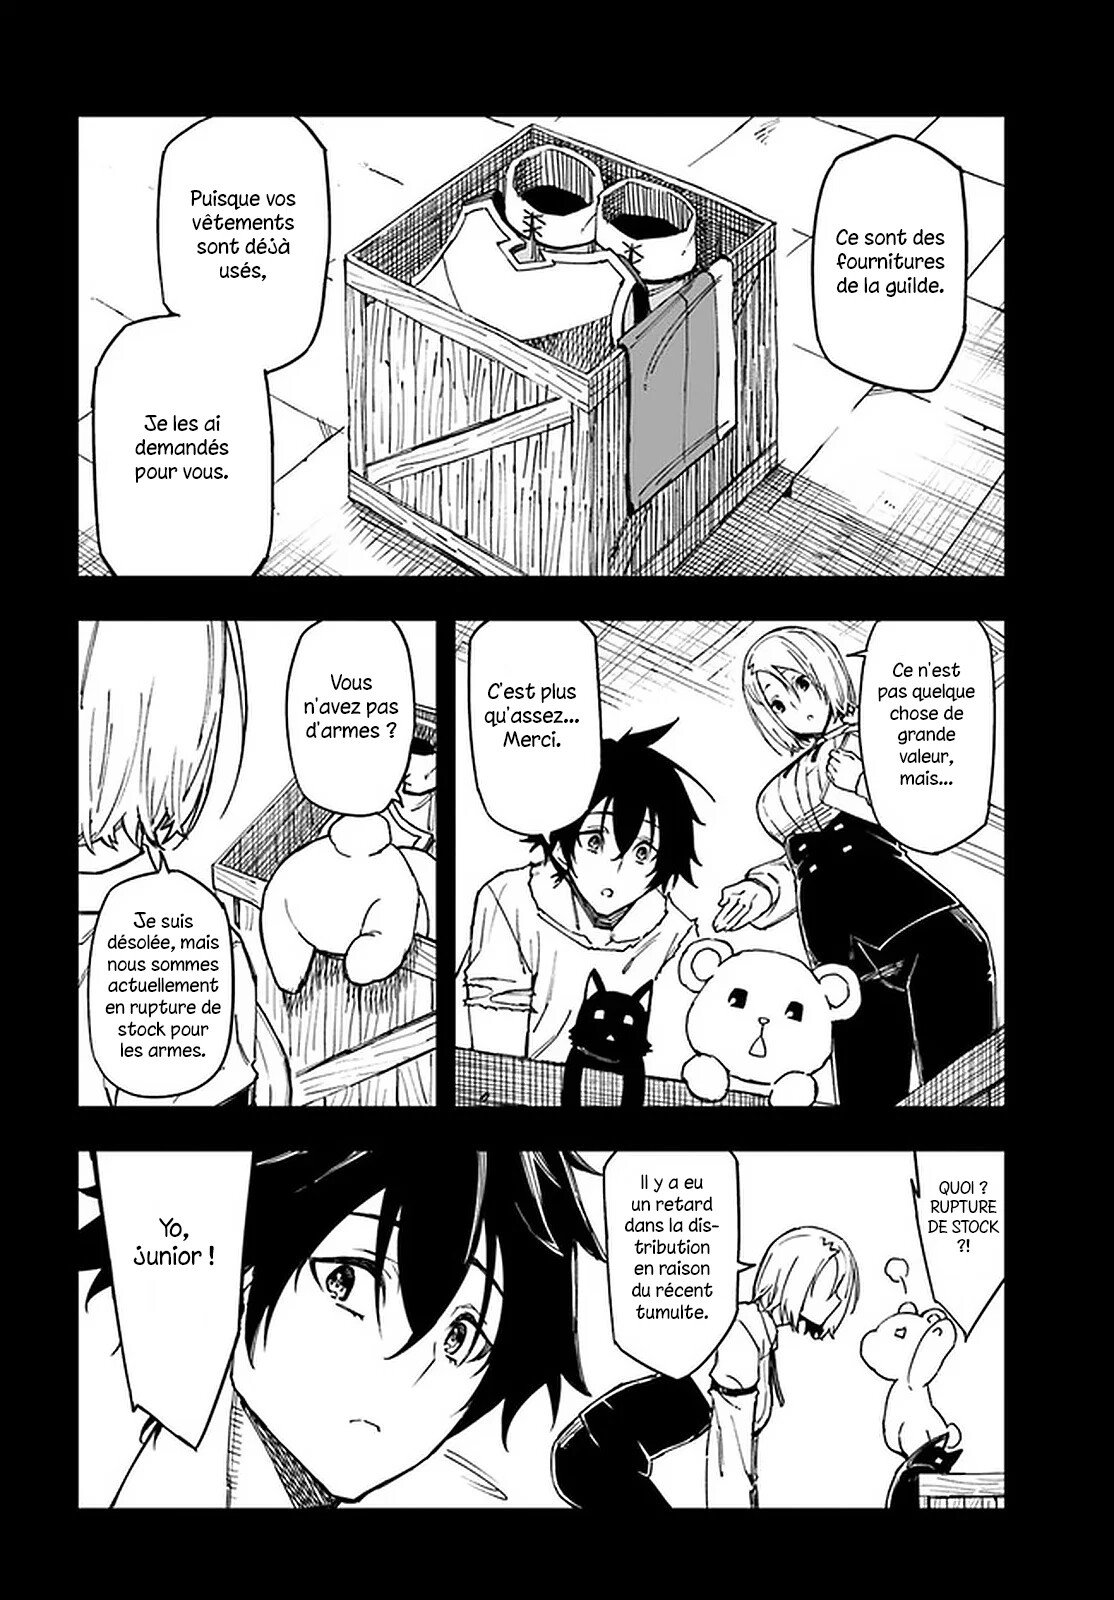 Ce sont des
fournitures
de la guilde.
Puisque vos
vêtements
sont déjà
usés,
Je les ai
demandés
pour vous.
Ce n'est
pas quelque
chose de
grande
valeur,
mais...
C'est plus
qu'assez...
Merci.
Vous
n'avez pas
d'armes ?
Je suis
désolée, mais
nous sommes
actuellement
en rupture de
stock pour
les armes.
QUOI ?
RUPTURE
DE STOCK
?!
Il y a eu
un retard
dans la dis-
tribution
en raison
du récent
tumulte.
Yo,
junior !